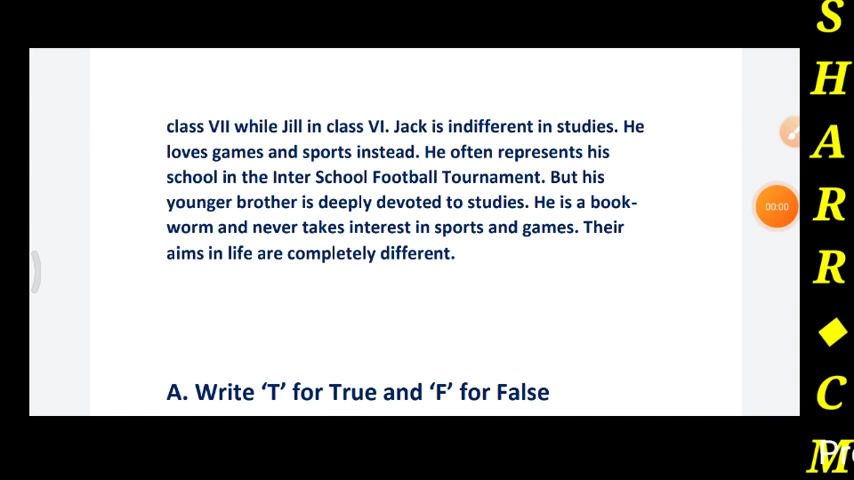 class VII while Jill in class VI. Jack is indifferent in studies. He
loves games and sports instead. He often represents his
school in the Inter School Football Tournament. But his
younger brother is deeply devoted to studies. He is a book-
worm and never takes interest in sports and games. Their
aims in life are completely different.
A. Write ‘T’ for True and ‘F’ for False
00:00
S
H
A
R
R
◆
C
M